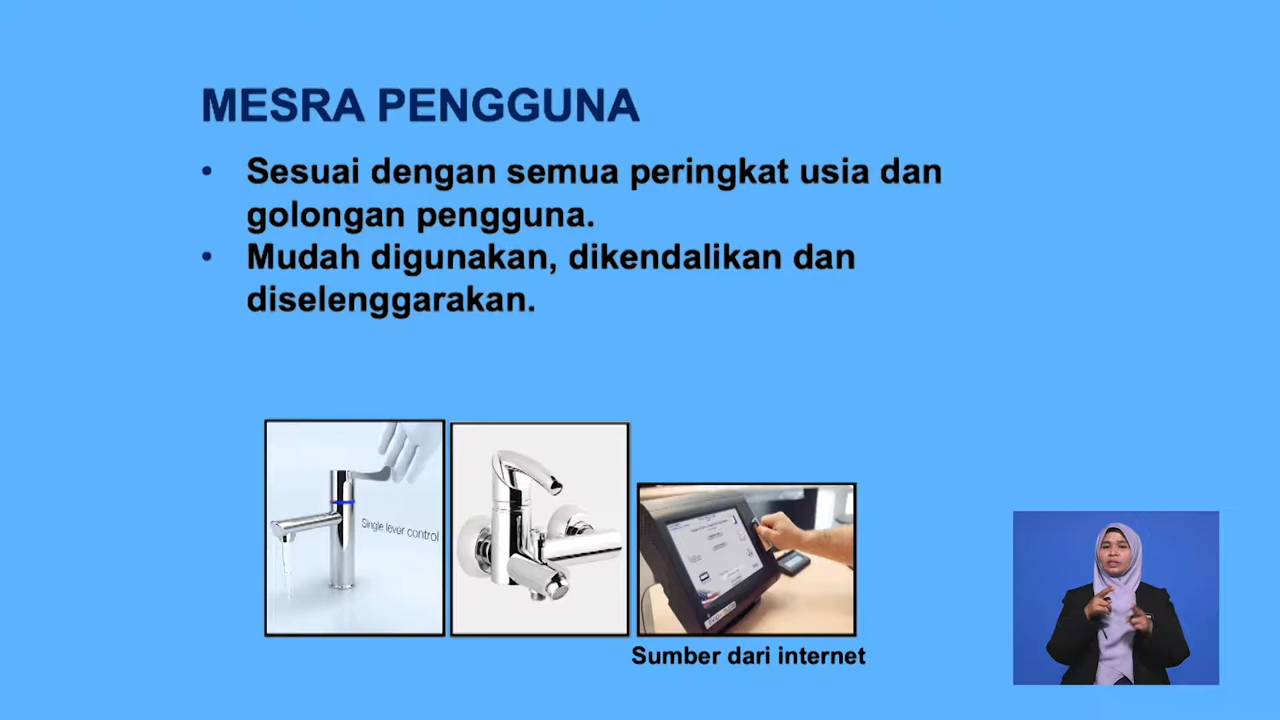 MESRA PENGGUNA
• Sesuai dengan semua peringkat usia dan
golongan pengguna.
• Mudah digunakan, dikendalikan dan
diselenggarakan.
Single lever control
Sumber dari internet